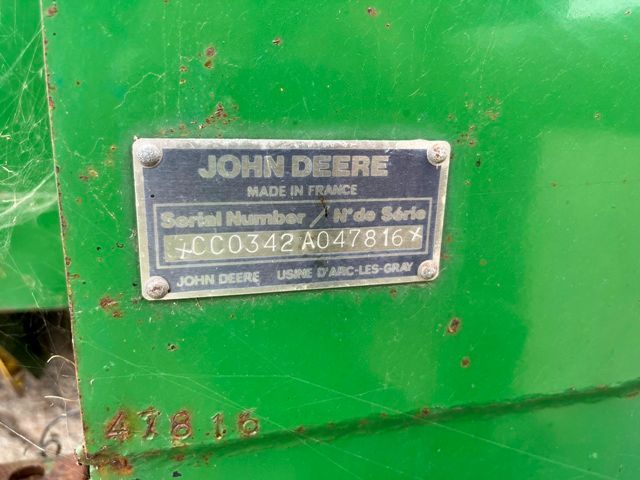 JOHN DEERE
MADE IN FRANCE
Serial Number / N° de Série
*CC0342A047816*
JOHN DEERE USINE D'ARC-LES-GRAY
47816